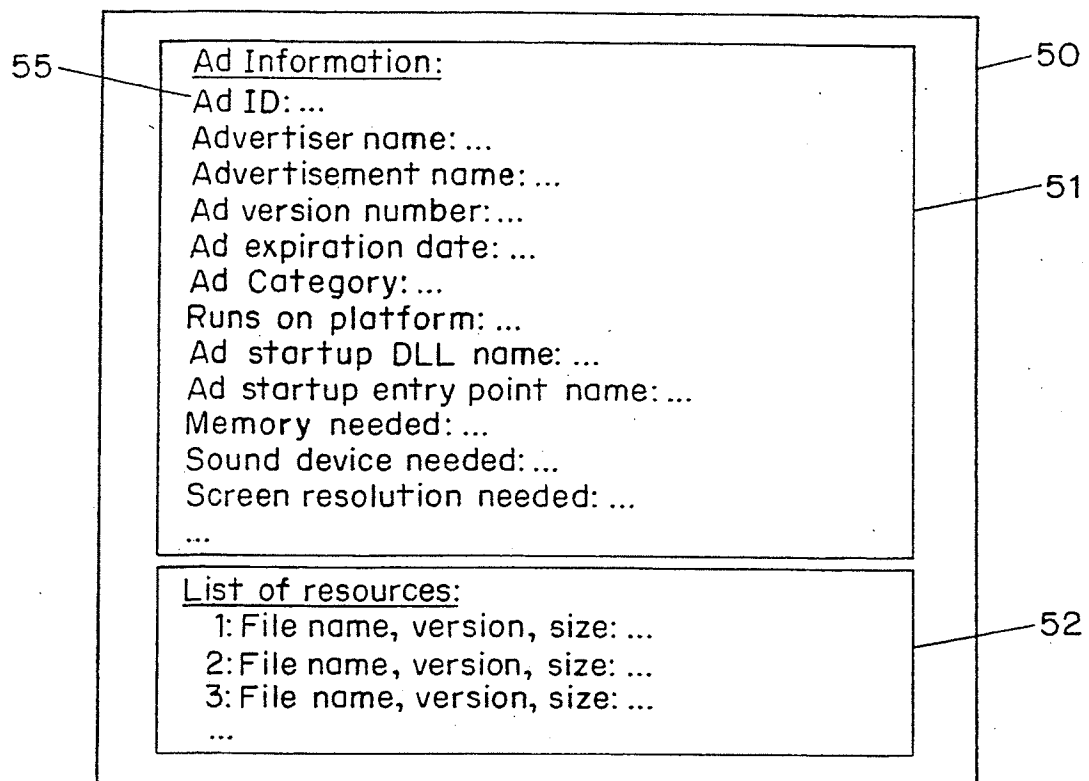 Ad Information:
55
50
Ad ID: ...
Advertiser name: ...
Advertisement name: ...
51
Ad version number: ...
Ad expiration date: ...
Ad Category: ...
Runs on platform: ...
Ad startup DLL name: ...
Ad startup entry point name: ...
Memory needed: ...
Sound device needed: ...
Screen resolution needed: ...
...
List of resources:
1: File name, version, size: ...
52
2: File name, version, size: ...
3: File name, version, size: ...
...